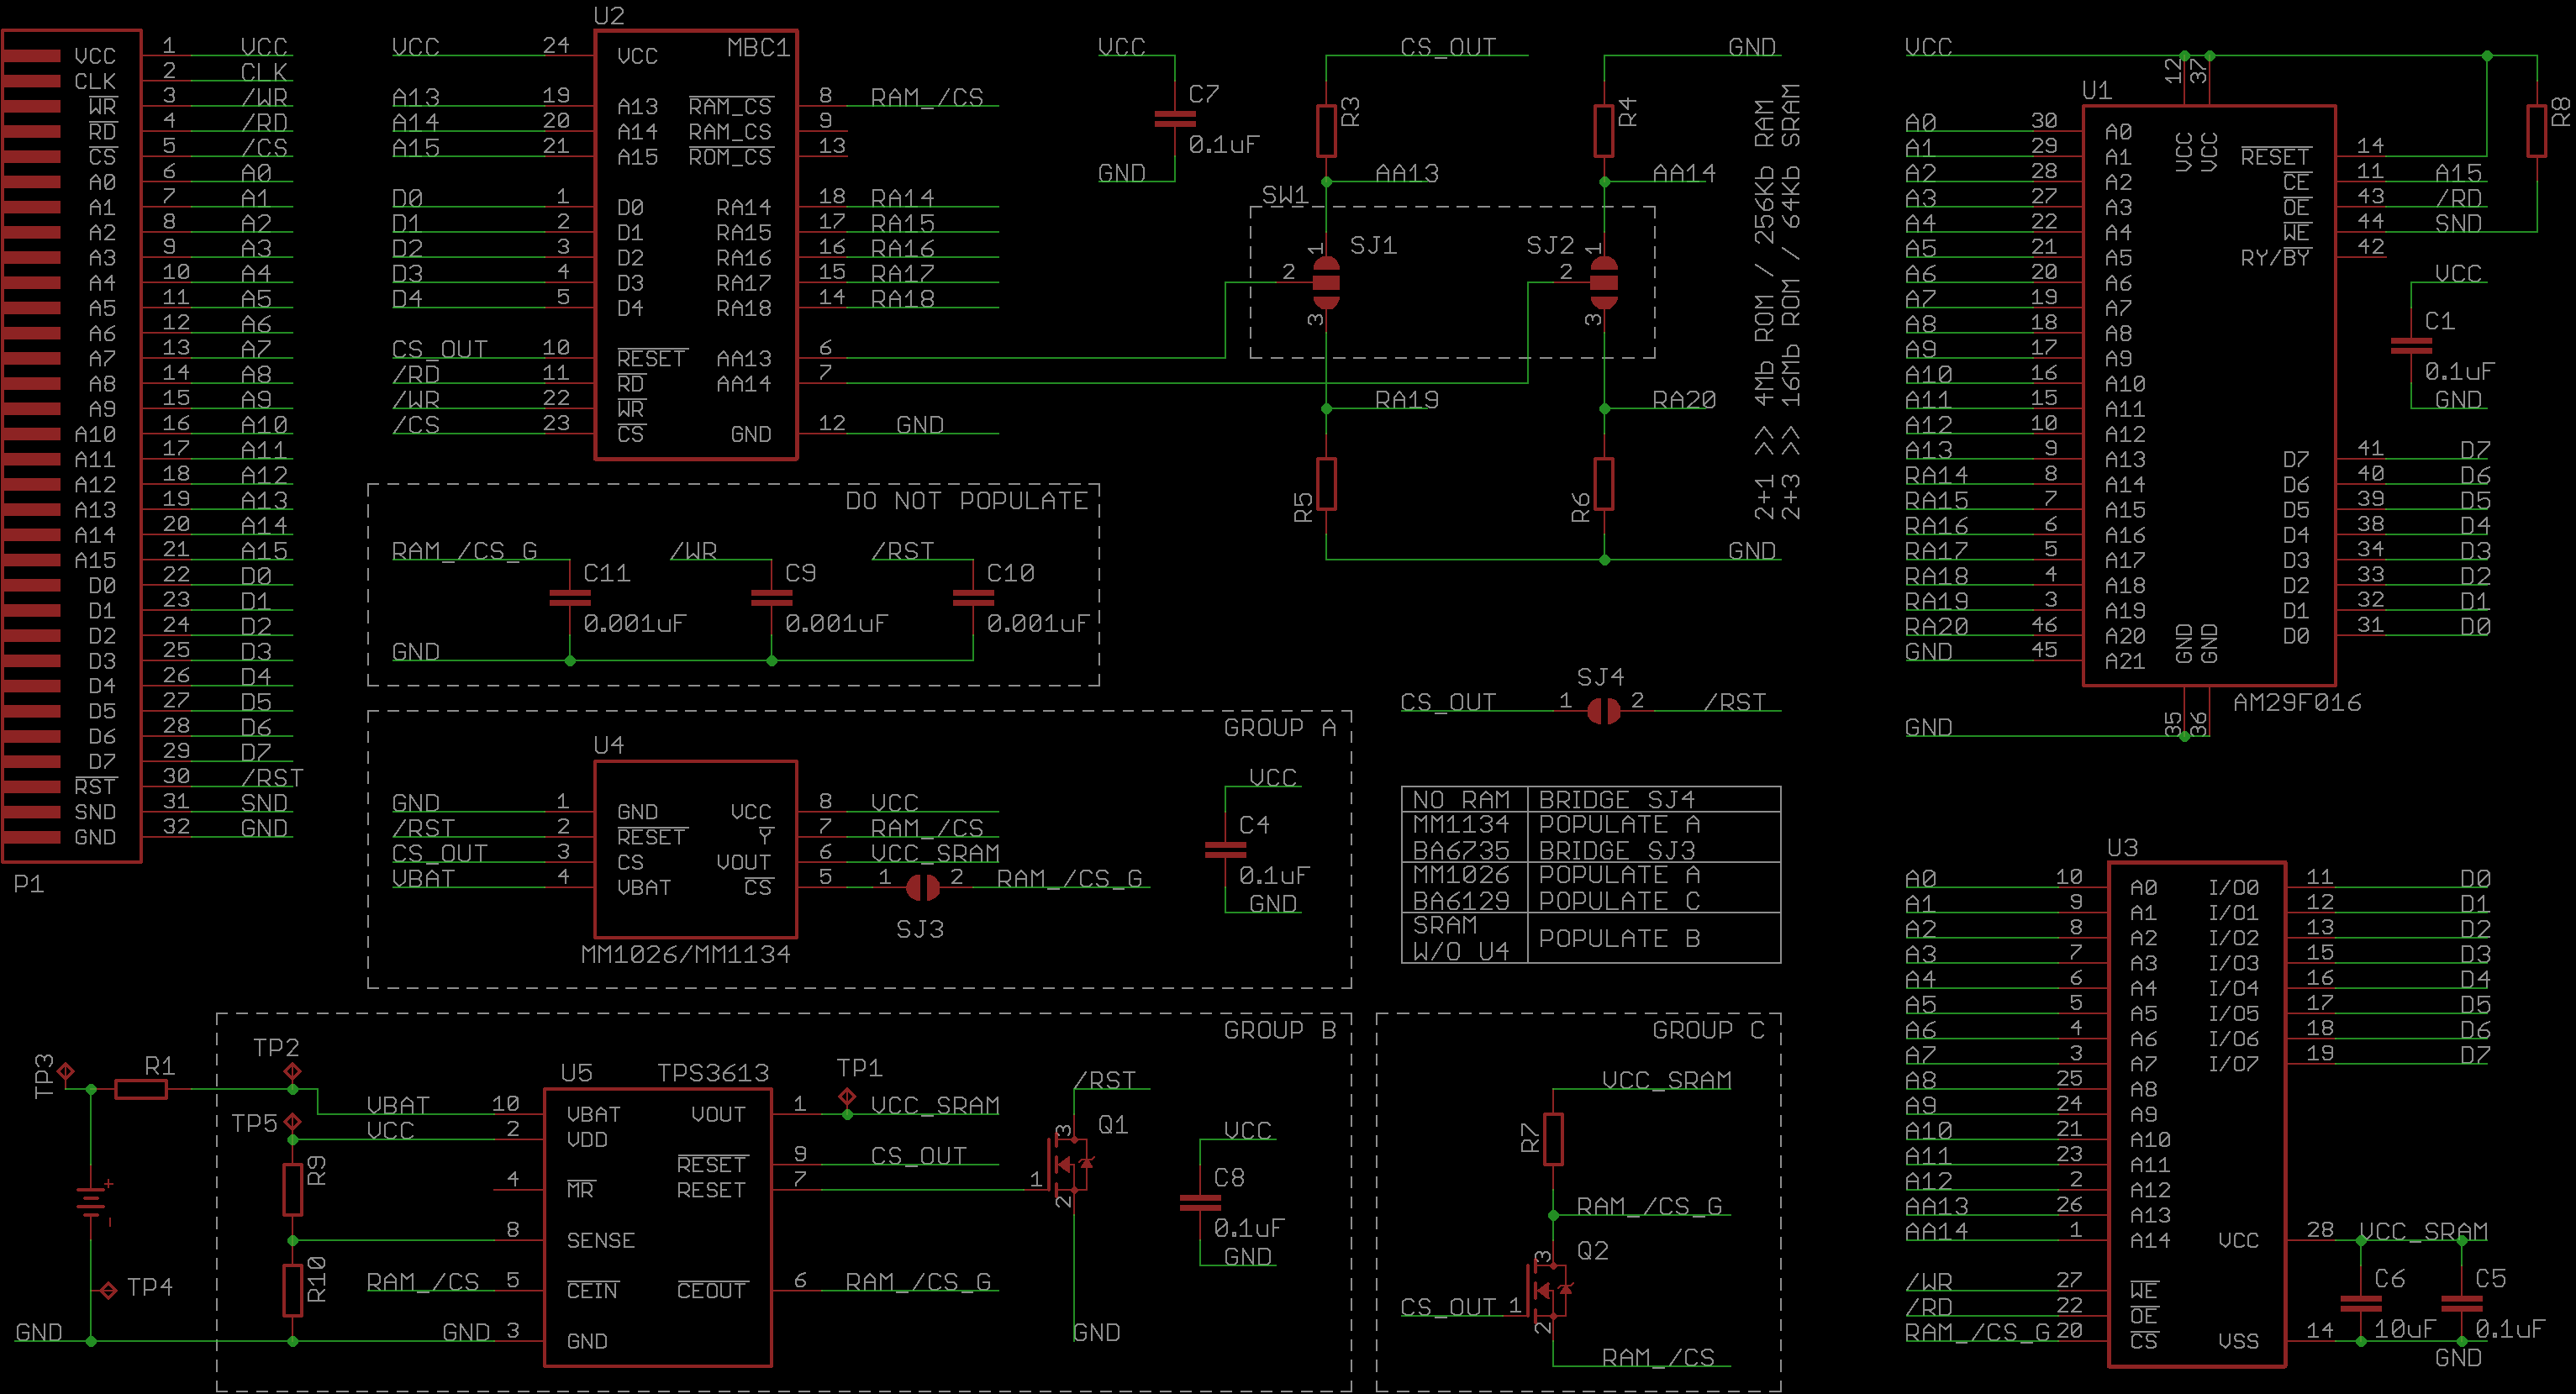 P1
VCC 1 VCC
CLK 2 CLK
WR 3 /WR
RD 4 /RD
CS 5 /CS
A0 6 A0
A1 7 A1
A2 8 A2
A3 9 A3
A4 10 A4
A5 11 A5
A6 12 A6
A7 13 A7
A8 14 A8
A9 15 A9
A10 16 A10
A11 17 A11
A12 18 A12
A13 19 A13
A14 20 A14
A15 21 A15
D0 22 D0
D1 23 D1
D2 24 D2
D3 25 D3
D4 26 D4
D5 27 D5
D6 28 D6
D7 29 D7
RST 30 /RST
SND 31 SND
GND 32 GND
U2
VCC 24 VCC MBC1
A13 19 A13 RAM_CS 8 RAM_/CS
A14 20 A14 RAM_CS 9
A15 21 A15 ROM_CS 13
D0 1 D0 RA14 18 RA14
D1 2 D1 RA15 17 RA15
D2 3 D2 RA16 16 RA16
D3 4 D3 RA17 15 RA17
D4 5 D4 RA18 14 RA18
CS_OUT 10 RESET AA13 6
/RD 11 RD AA14 7
/WR 22 WR
/CS 23 CS GND 12 GND
VCC
C7
0.1uF
GND
CS_OUT GND
R3 R4
AA13 AA14
SW1
1 SJ1 SJ2 1
2 2
3 3
RA19 RA20
R5 R6
GND
2+1 >> 4Mb ROM / 256Kb RAM
2+3 >> 16Mb ROM / 64Kb SRAM
DO NOT POPULATE
RAM_/CS_G /WR /RST
C11 C9 C10
0.001uF 0.001uF 0.001uF
GND
GROUP A
U4
GND 1 GND VCC 8 VCC
/RST 2 RESET Y 7 RAM_/CS
CS_OUT 3 CS VOUT 6 VCC_SRAM
VBAT 4 VBAT CS 5 1 2 RAM_/CS_G
SJ3
MM1026/MM1134
VCC
C4
0.1uF
GND
SJ4
CS_OUT 1 2 /RST
NO RAM BRIDGE SJ4
MM1134 POPULATE A
BA6735 BRIDGE SJ3
MM1026 POPULATE A
BA6129 POPULATE C
SRAM
W/O U4 POPULATE B
GROUP B
TP3 R1 TP2
TP5
U5 TPS3613 TP1
VBAT 10 VBAT VOUT 1 VCC_SRAM
VCC 2 VDD
R9 RESET 9 CS_OUT
4 MR RESET 7
8 SENSE
R10
RAM_/CS 5 CEIN CEOUT 6 RAM_/CS_G
GND GND 3 GND
+
-
TP4
/RST
3 Q1
1
2
GND
VCC
C8
0.1uF
GND
GROUP C
VCC_SRAM
R7
RAM_/CS_G
3 Q2
CS_OUT 1
2
RAM_/CS
VCC
12 37
U1 R8
A0 30 A0 VCC VCC
A1 29 A1 RESET 14
A2 28 A2 CE 11 A15
A3 27 A3 OE 43 /RD
A4 22 A4 WE 44 SND
A5 21 A5 RY/BY 42
A6 20 A6
A7 19 A7
A8 18 A8
A9 17 A9
A10 16 A10
A11 15 A11
A12 10 A12
A13 9 A13 D7 41 D7
RA14 8 A14 D6 40 D6
RA15 7 A15 D5 39 D5
RA16 6 A16 D4 38 D4
RA17 5 A17 D3 34 D3
RA18 4 A18 D2 33 D2
RA19 3 A19 D1 32 D1
RA20 46 A20 GND GND D0 31 D0
GND 45 A21
AM29F016
GND 35 36
VCC
C1
0.1uF
GND
U3
A0 10 A0 I/O0 11 D0
A1 9 A1 I/O1 12 D1
A2 8 A2 I/O2 13 D2
A3 7 A3 I/O3 15 D3
A4 6 A4 I/O4 16 D4
A5 5 A5 I/O5 17 D5
A6 4 A6 I/O6 18 D6
A7 3 A7 I/O7 19 D7
A8 25 A8
A9 24 A9
A10 21 A10
A11 23 A11
A12 2 A12
AA13 26 A13
AA14 1 A14 VCC 28 VCC_SRAM
/WR 27 WE C6 C5
/RD 22 OE 10uF 0.1uF
RAM_/CS_G 20 CS VSS 14
GND